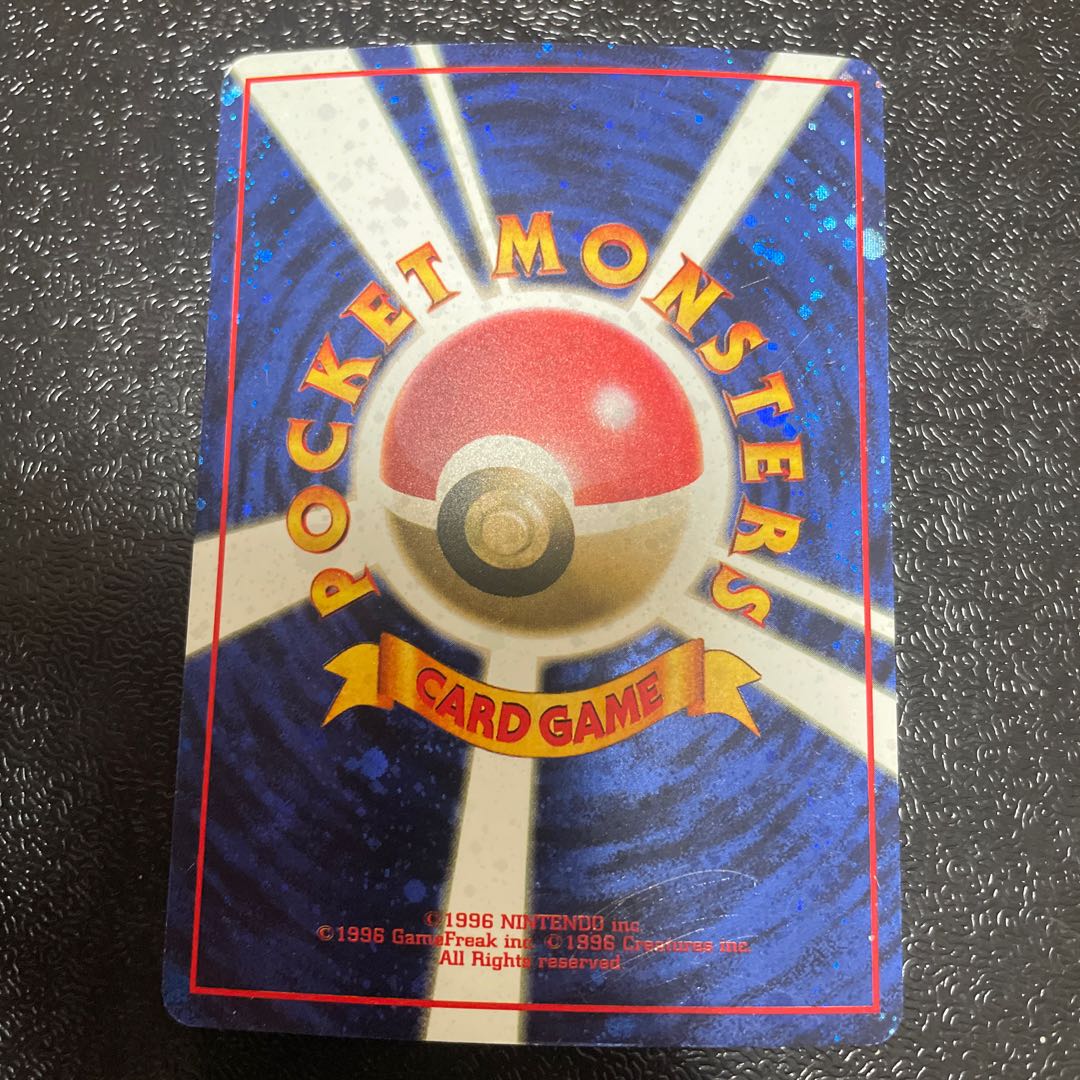 POCKET MONSTERS
CARD GAME
©1996 NINTENDO inc.
©1996 GameFreak inc. ©1996 Creatures inc.
All Rights reserved.